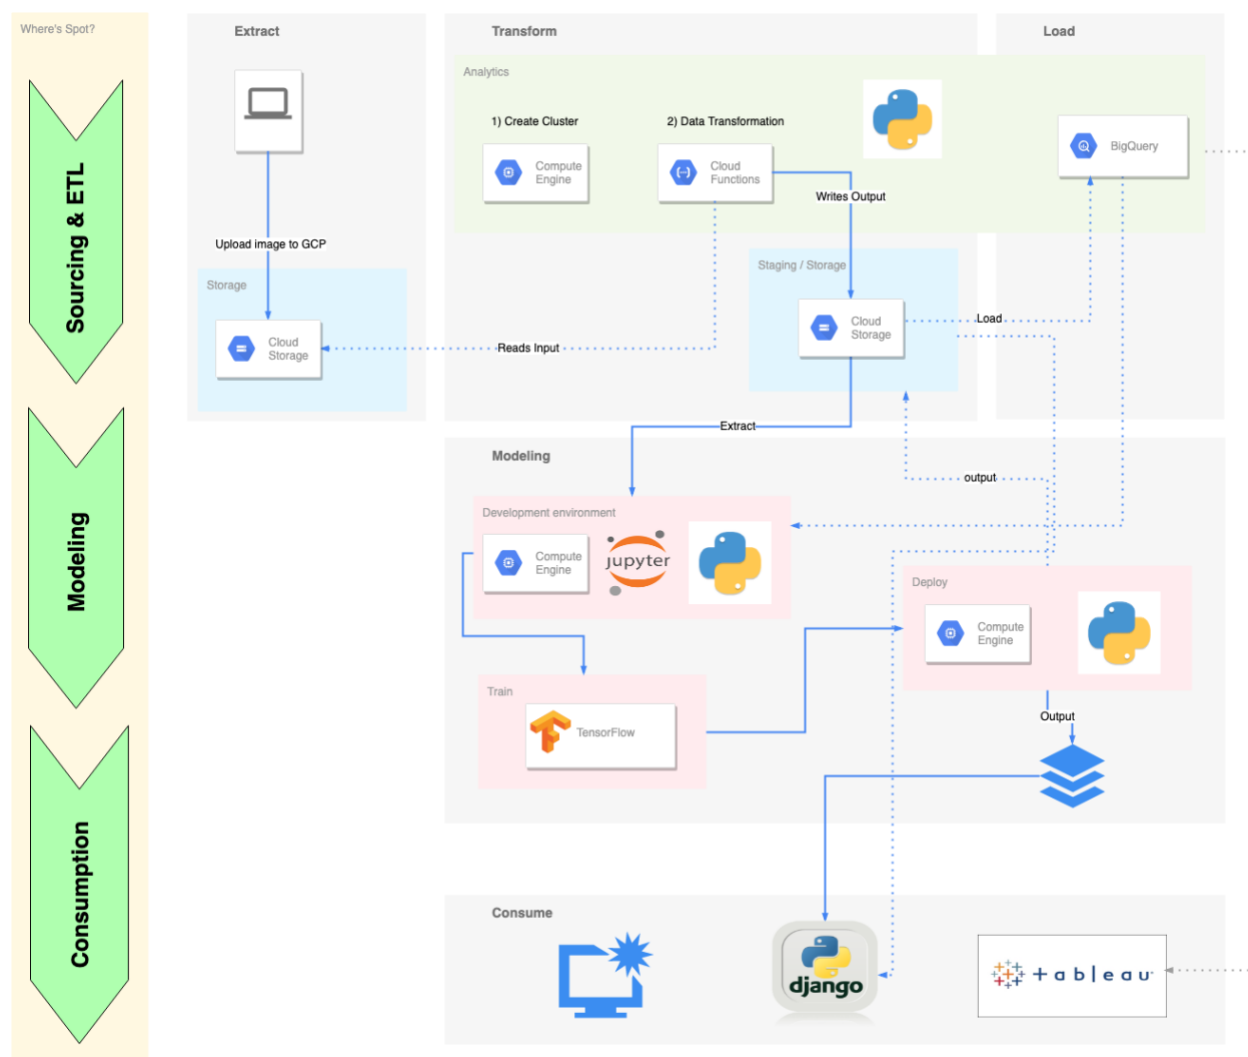 Where's Spot?
Extract
Transform
Load
Analytics
1) Create Cluster
2) Data Transformation
Compute
Engine
Cloud
Functions
BigQuery
Writes Output
Sourcing & ETL
Upload image to GCP
Storage
Staging / Storage
Cloud
Storage
Cloud
Storage
Load
Reads Input
Extract
Modeling
Modeling
output
Development environment
Compute
Engine
jupyter
Deploy
Compute
Engine
Train
TensorFlow
Output
Consumption
Consume
django
+ableau